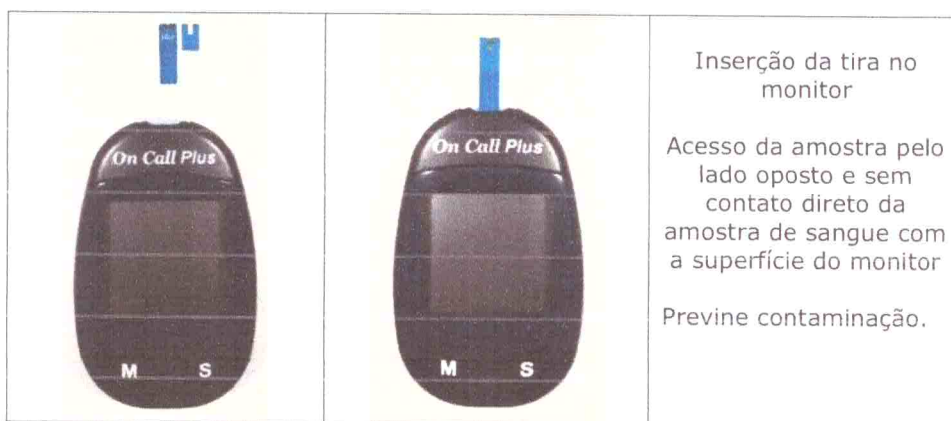 On Call Plus
M S
On Call Plus
M S
Inserção da tira no
monitor
Acesso da amostra pelo
lado oposto e sem
contato direto da
amostra de sangue com
a superfície do monitor
Previne contaminação.